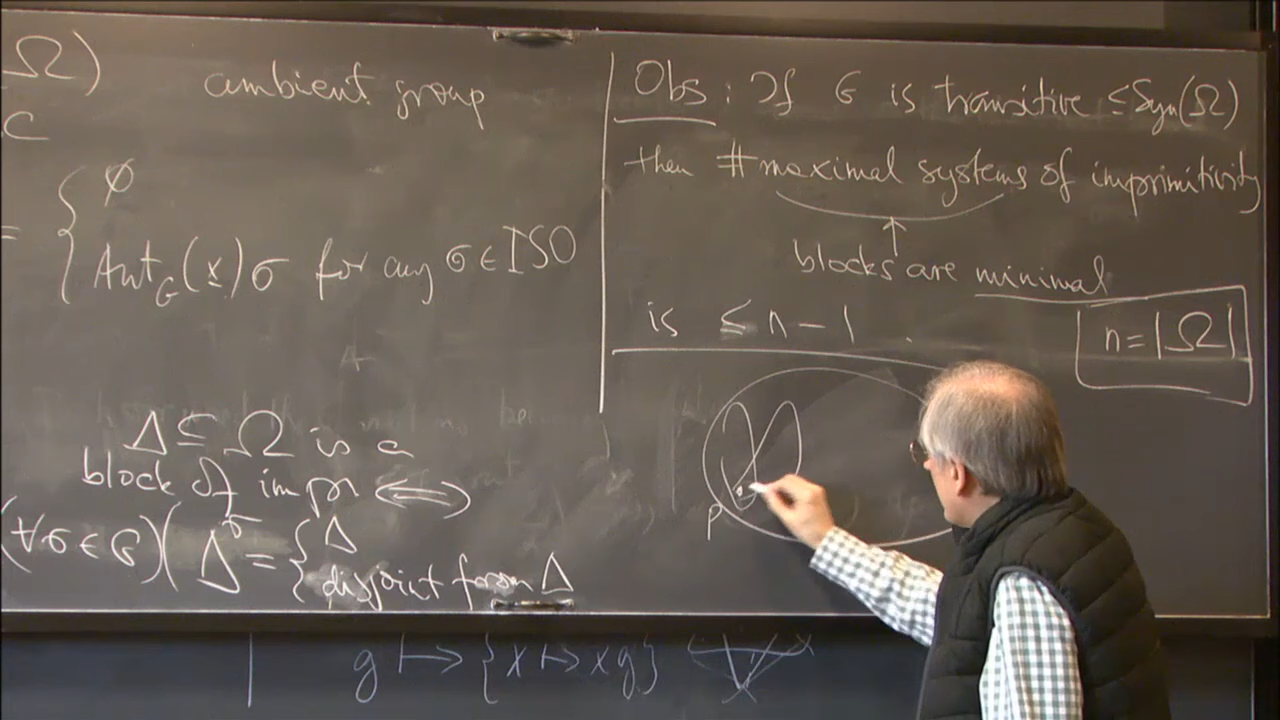 Ω)
c
ambient group
= { ∅
Aut_G(x)σ for any σ ∈ ISO
Δ ⊆ Ω is a
block of impr ⟺
(∀σ ∈ G)(Δ^σ = { Δ
disjoint from Δ
g ↦ {x ↦ xg}
Obs: If G is transitive ≤ Sym(Ω)
then # maximal systems of imprimitivity
↑
blocks are minimal
is ≤ n-1
n = |Ω|
p